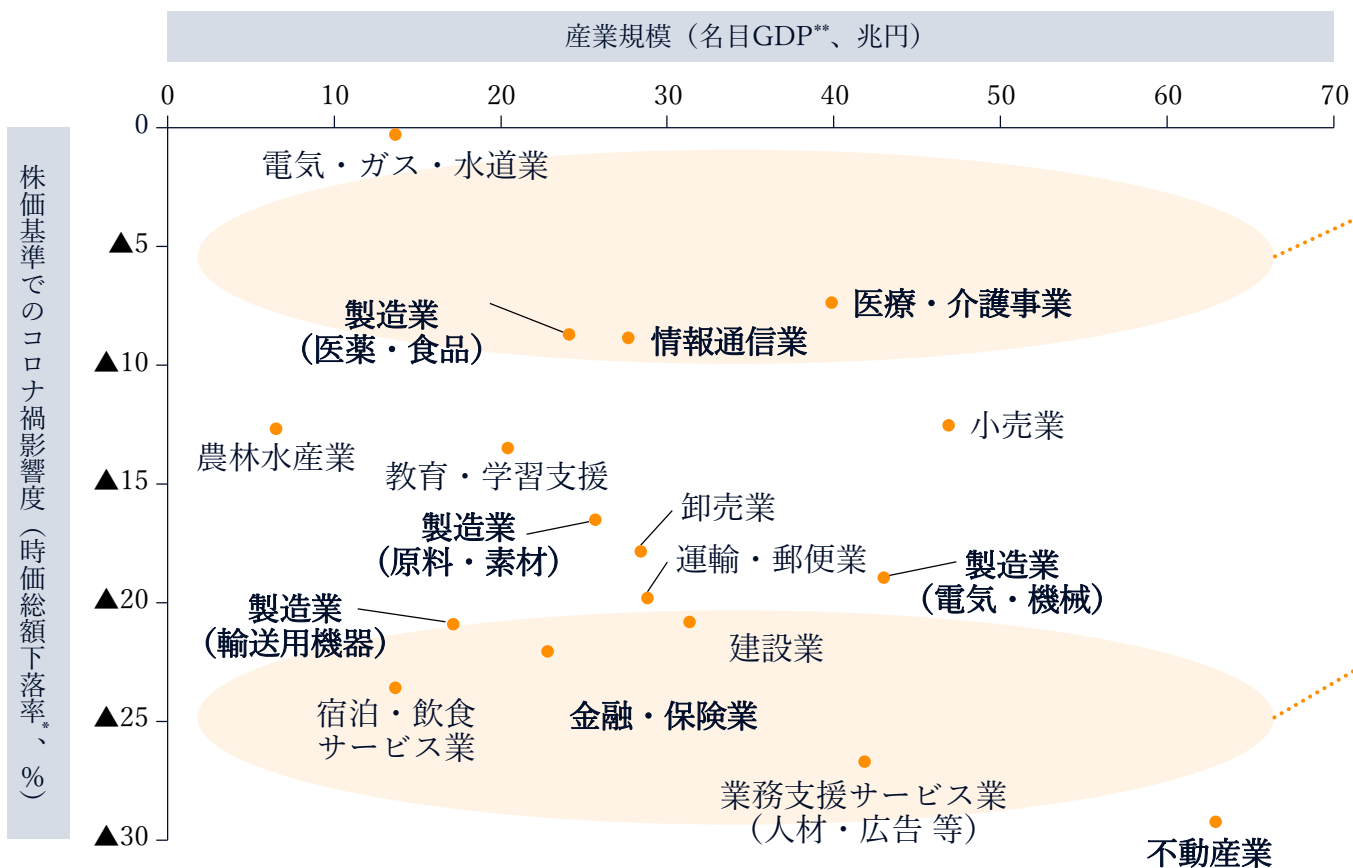 産業規模（名目GDP**、兆円）
0 10 20 30 40 50 60 70
株価基準でのコロナ禍影響度（時価総額下落率*、%）
0
▲5
▲10
▲15
▲20
▲25
▲30
電気・ガス・水道業
製造業
（医薬・食品）
情報通信業
医療・介護事業
農林水産業
教育・学習支援
小売業
製造業
（原料・素材）
卸売業
運輸・郵便業
製造業
（電気・機械）
製造業
（輸送用機器）
建設業
宿泊・飲食
サービス業
金融・保険業
業務支援サービス業
（人材・広告 等）
不動産業